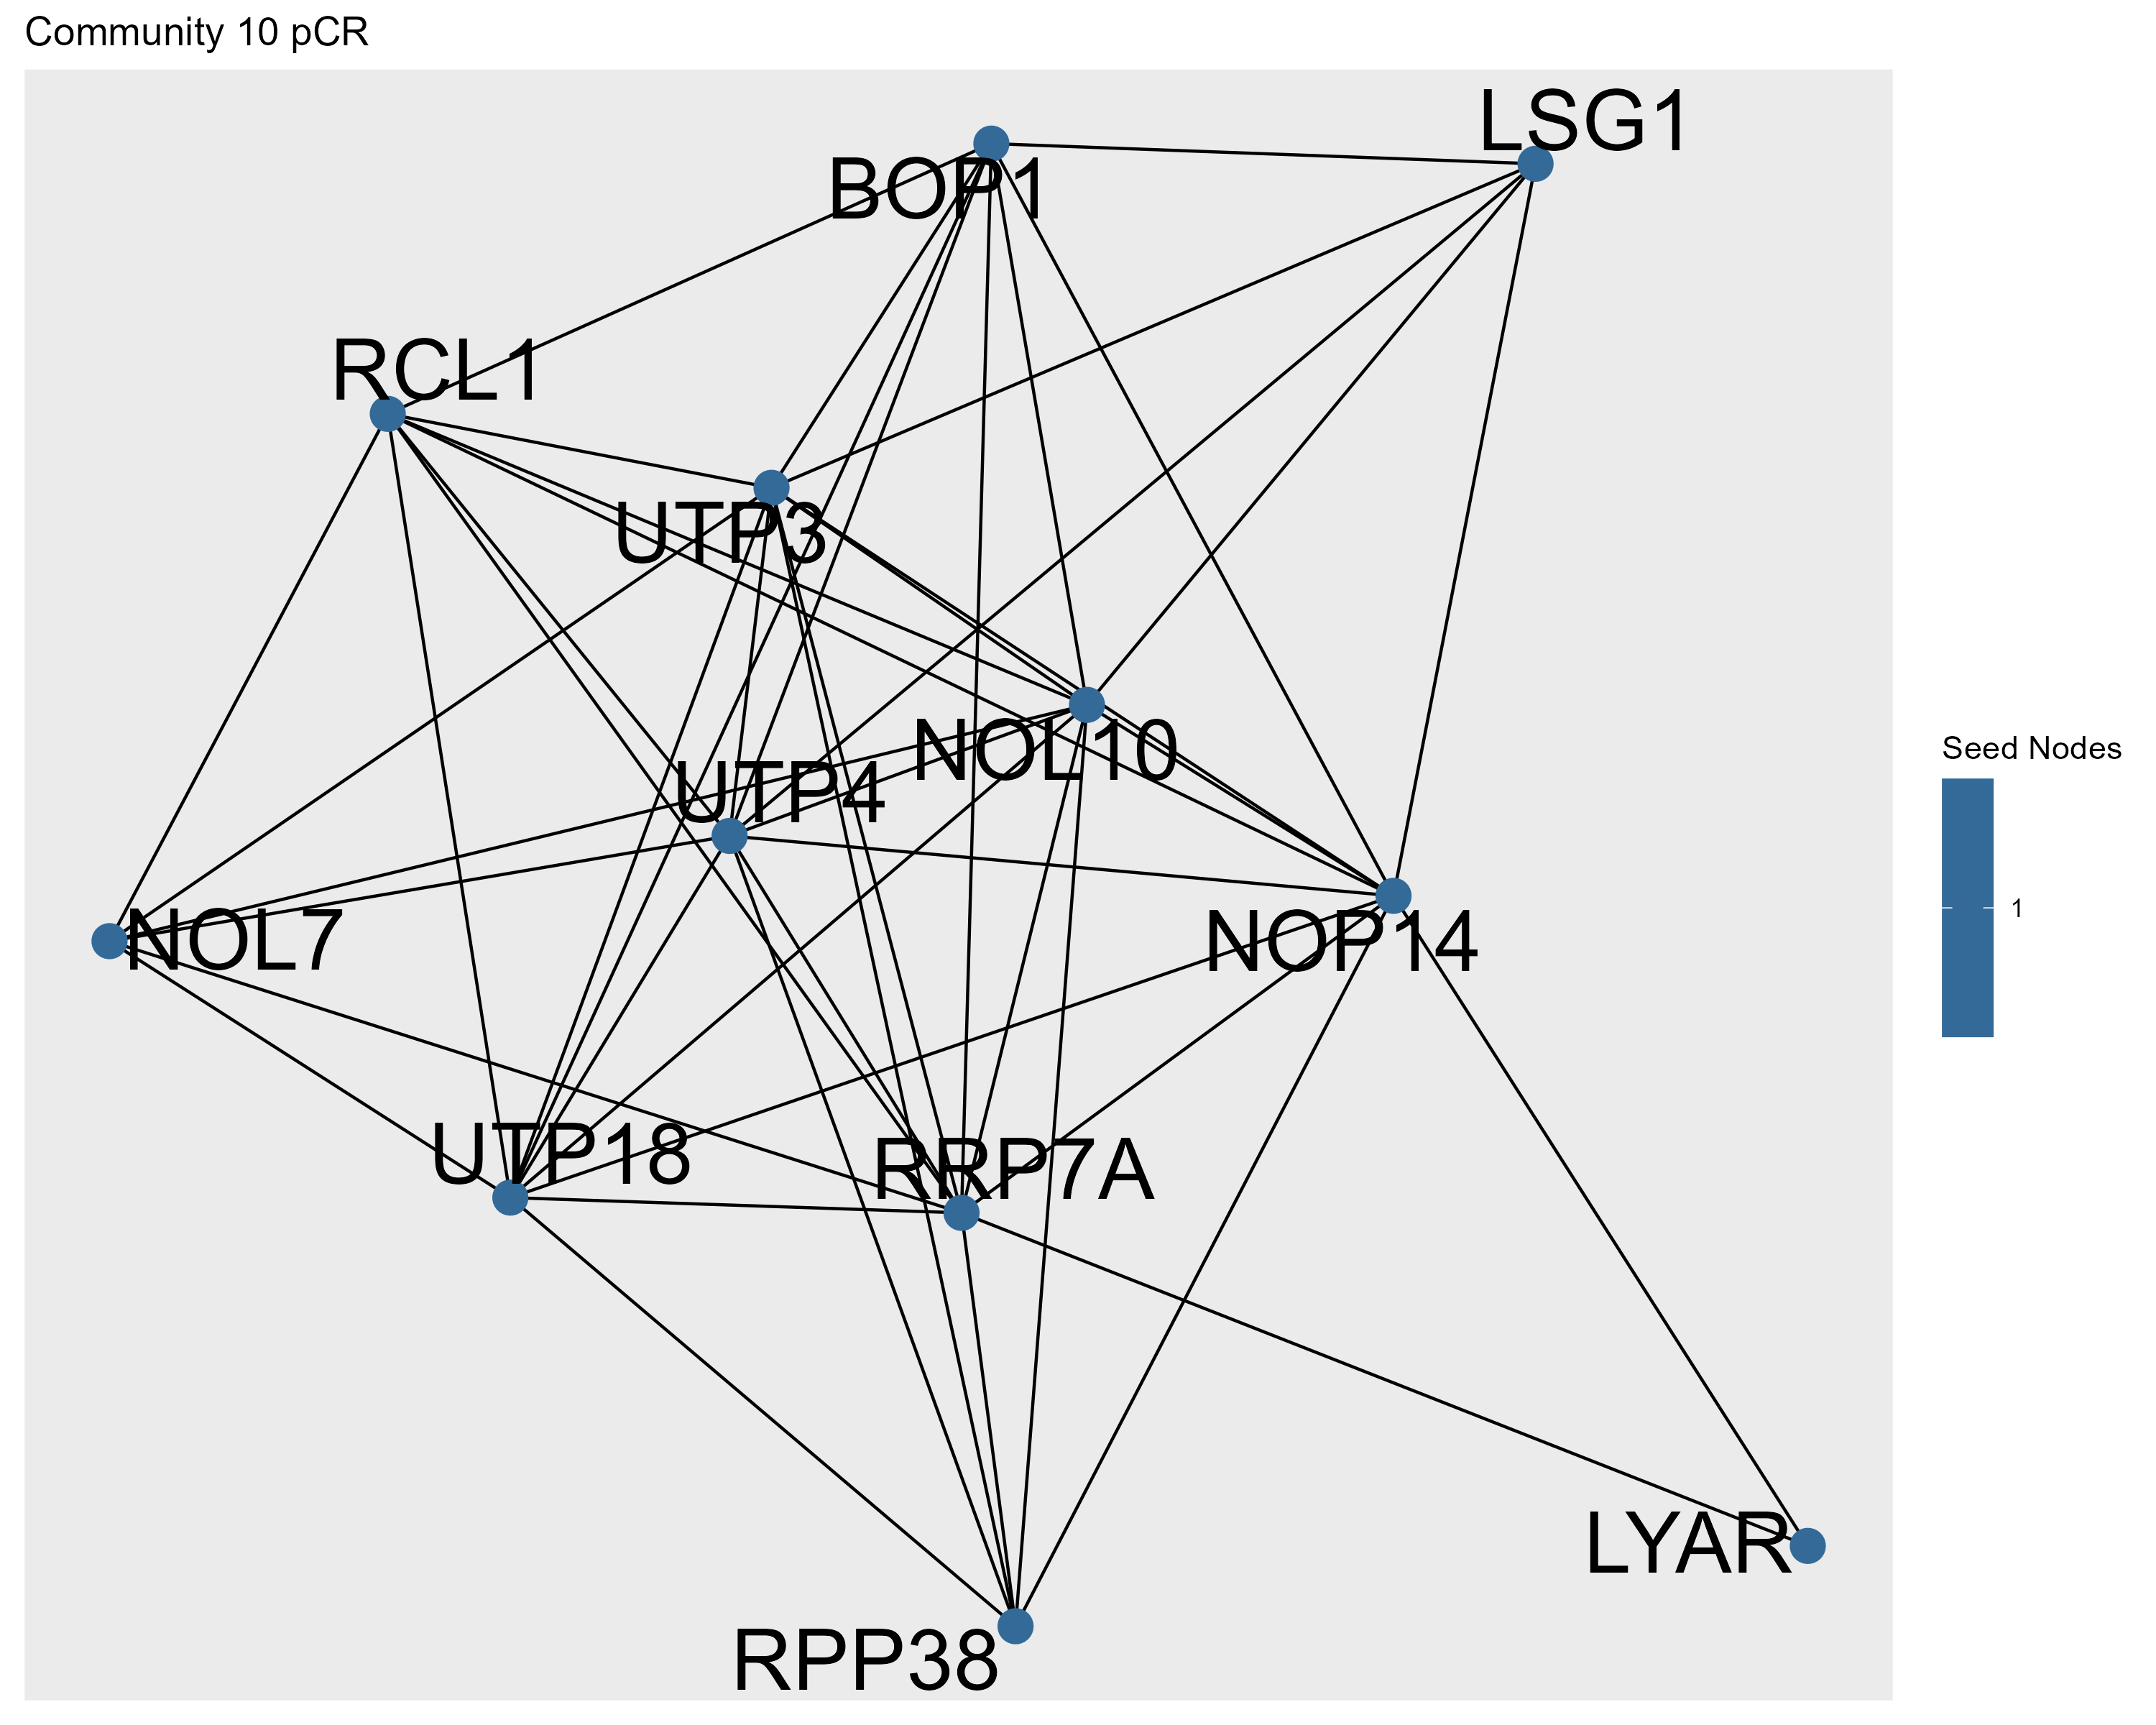 Community 10 pCR
LSG1
BOP1
RCL1
UTP3
NOL10
UTP4
Seed Nodes
1
NOL7
NOP14
UTP18
RRP7A
LYAR
RPP38